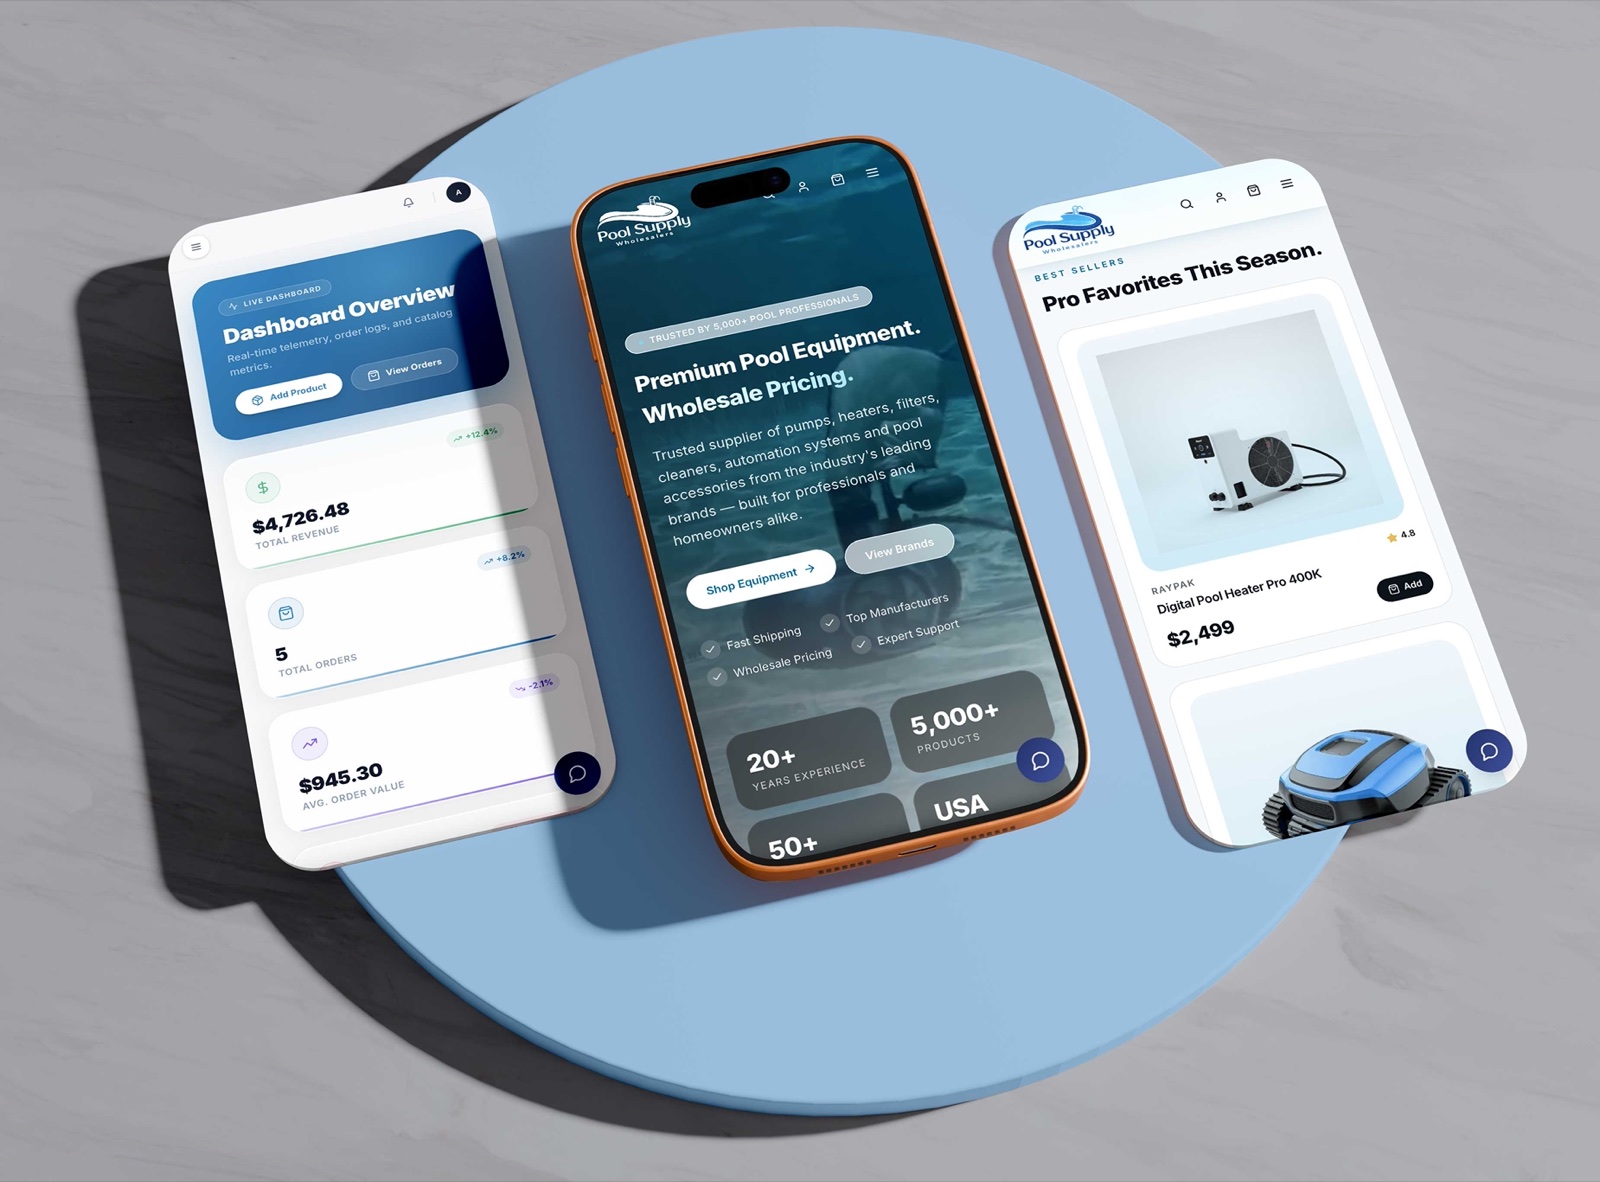 A
LIVE DASHBOARD
Dashboard Overview
Real-time telemetry, order logs, and catalog
metrics.
Add Product
View Orders
+12.4%
$4,726.48
TOTAL REVENUE
+8.2%
5
TOTAL ORDERS
-2.1%
$945.30
AVG. ORDER VALUE
Pool Supply
Wholesalers
TRUSTED BY 5,000+ POOL PROFESSIONALS
Premium Pool Equipment.
Wholesale Pricing.
Trusted supplier of pumps, heaters, filters,
cleaners, automation systems and pool
accessories from the industry's leading
brands — built for professionals and
homeowners alike.
Shop Equipment
View Brands
Fast Shipping
Top Manufacturers
Wholesale Pricing
Expert Support
20+
YEARS EXPERIENCE
5,000+
PRODUCTS
50+
USA
Pool Supply
Wholesalers
BEST SELLERS
Pro Favorites This Season.
4.8
RAYPAK
Digital Pool Heater Pro 400K
$2,499
Add